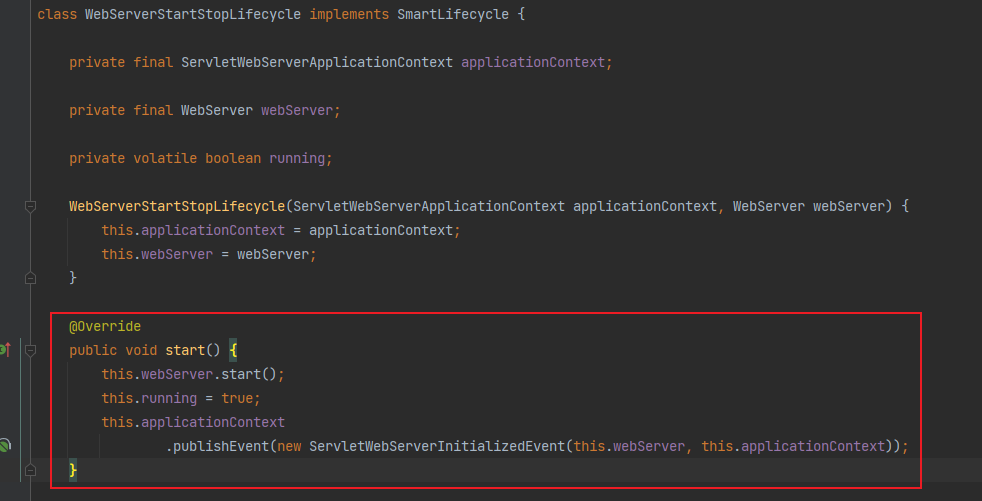 class WebServerStartStopLifecycle implements SmartLifecycle {
private final ServletWebServerApplicationContext applicationContext;
private final WebServer webServer;
private volatile boolean running;
WebServerStartStopLifecycle(ServletWebServerApplicationContext applicationContext, WebServer webServer) {
this.applicationContext = applicationContext;
this.webServer = webServer;
}
@Override
public void start() {
this.webServer.start();
this.running = true;
this.applicationContext
.publishEvent(new ServletWebServerInitializedEvent(this.webServer, this.applicationContext));
}